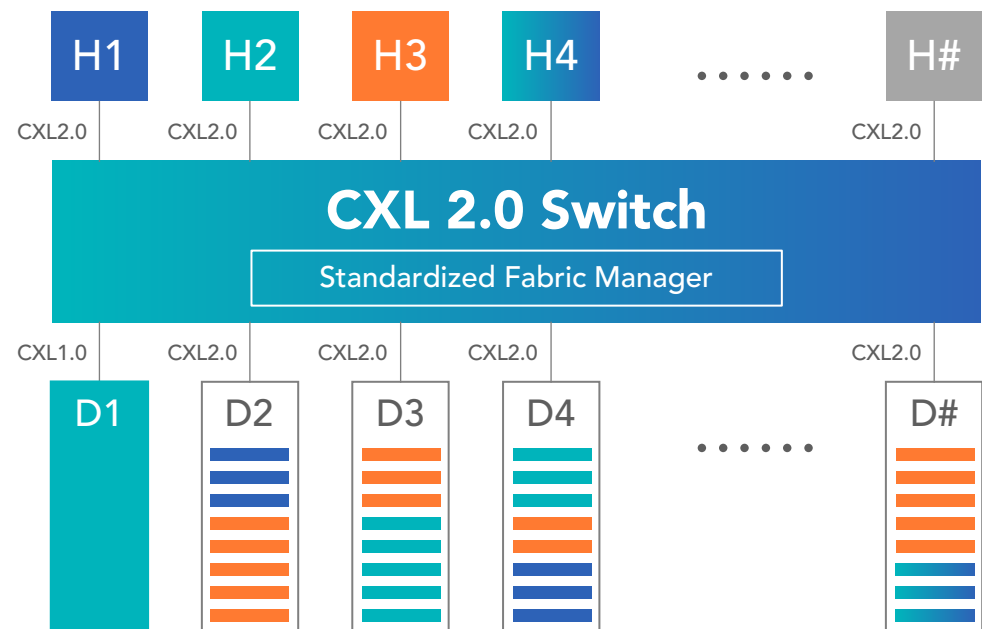 H1 H2 H3 H4 ...... H#
CXL2.0 CXL2.0 CXL2.0 CXL2.0 CXL2.0
CXL 2.0 Switch
Standardized Fabric Manager
CXL1.0 CXL2.0 CXL2.0 CXL2.0 CXL2.0
D1 D2 D3 D4 ...... D#